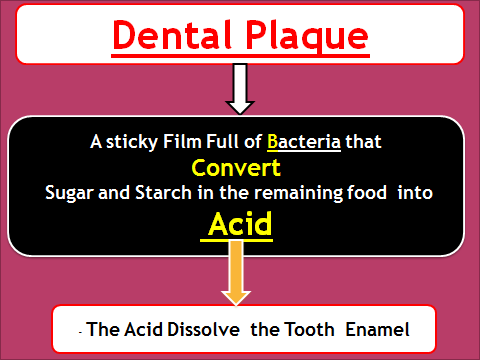 Dental Plaque
A sticky Film Full of Bacteria that
Convert
Sugar and Starch in the remaining food into
Acid
- The Acid Dissolve the Tooth Enamel